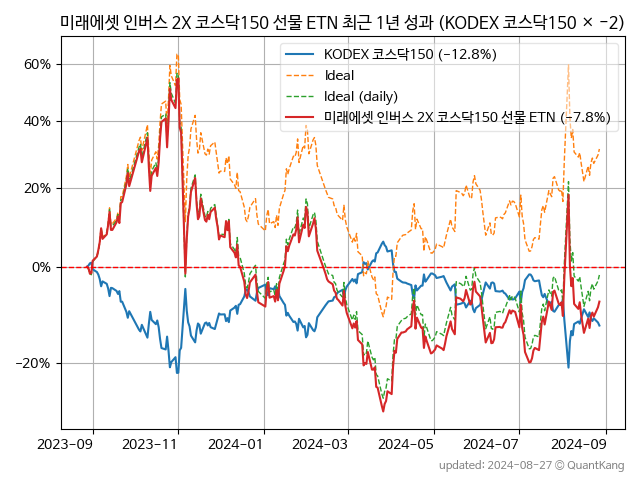 미래에셋 인버스 2X 코스닥150 선물 ETN 최근 1년 성과 (KODEX 코스닥150 × −2)
KODEX 코스닥150 (−12.8%)
Ideal
Ideal (daily)
미래에셋 인버스 2X 코스닥150 선물 ETN (−7.8%)
60%
40%
20%
0%
−20%
2023-09 2023-11 2024-01 2024-03 2024-05 2024-07 2024-09
updated: 2024-08-27 © QuantKang